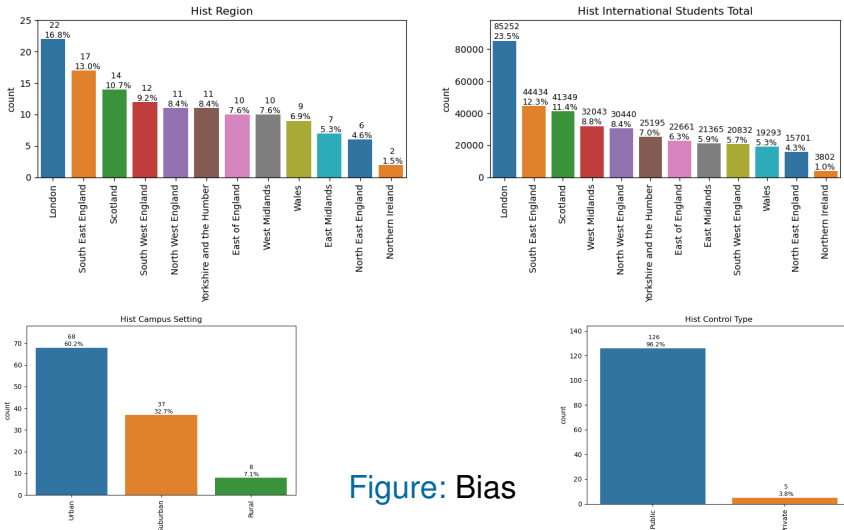 Hist Region
25
20
15
10
5
0
count
22
16.8%
17
13.0%
14
10.7%
12
9.2%
11
8.4%
11
8.4%
10
7.6%
10
7.6%
9
6.9%
7
5.3%
6
4.6%
2
1.5%
London
South East England
Scotland
South West England
North West England
Yorkshire and the Humber
East of England
West Midlands
Wales
East Midlands
North East England
Northern Ireland
Hist International Students Total
80000
60000
40000
20000
0
count
85252
23.5%
44434
12.3%
41349
11.4%
32043
8.8%
30440
8.4%
25195
7.0%
22661
6.3%
21365
5.9%
20832
5.7%
19293
5.3%
15701
4.3%
3802
1.0%
London
South East England
Scotland
West Midlands
North West England
Yorkshire and the Humber
East of England
East Midlands
South West England
Wales
North East England
Northern Ireland
Hist Campus Setting
70
60
50
40
30
20
10
0
count
68
60.2%
37
32.7%
8
7.1%
Urban
Suburban
Rural
Hist Control Type
140
120
100
80
60
40
20
0
count
126
96.2%
5
3.8%
Public
Private
Figure: Bias